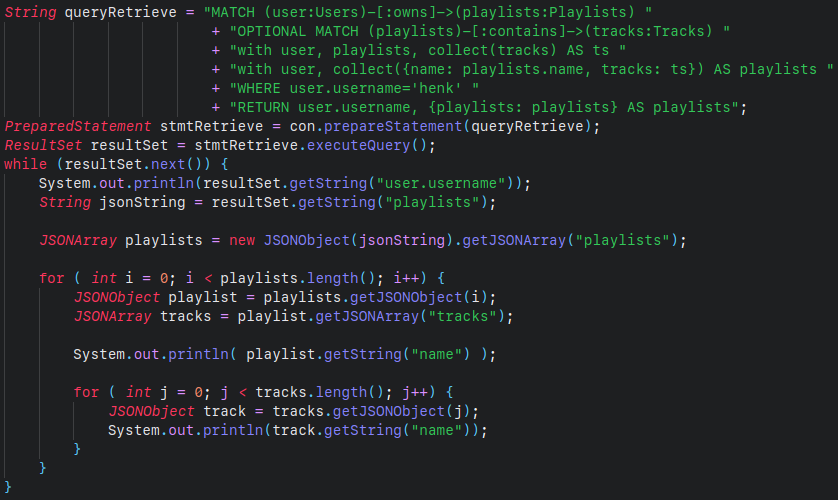 String queryRetrieve = "MATCH (user:Users)-[:owns]->(playlists:Playlists) "
                        + "OPTIONAL MATCH (playlists)-[:contains]->(tracks:Tracks) "
                        + "with user, playlists, collect(tracks) AS ts "
                        + "with user, collect({name: playlists.name, tracks: ts}) AS playlists "
                        + "WHERE user.username='henk' "
                        + "RETURN user.username, {playlists: playlists} AS playlists";
PreparedStatement stmtRetrieve = con.prepareStatement(queryRetrieve);
ResultSet resultSet = stmtRetrieve.executeQuery();
while (resultSet.next()) {
    System.out.println(resultSet.getString("user.username"));
    String jsonString = resultSet.getString("playlists");

    JSONArray playlists = new JSONObject(jsonString).getJSONArray("playlists");

    for ( int i = 0; i < playlists.length(); i++) {
        JSONObject playlist = playlists.getJSONObject(i);
        JSONArray tracks = playlist.getJSONArray("tracks");

        System.out.println( playlist.getString("name") );

        for ( int j = 0; j < tracks.length(); j++) {
            JSONObject track = tracks.getJSONObject(j);
            System.out.println(track.getString("name"));
        }
    }
}